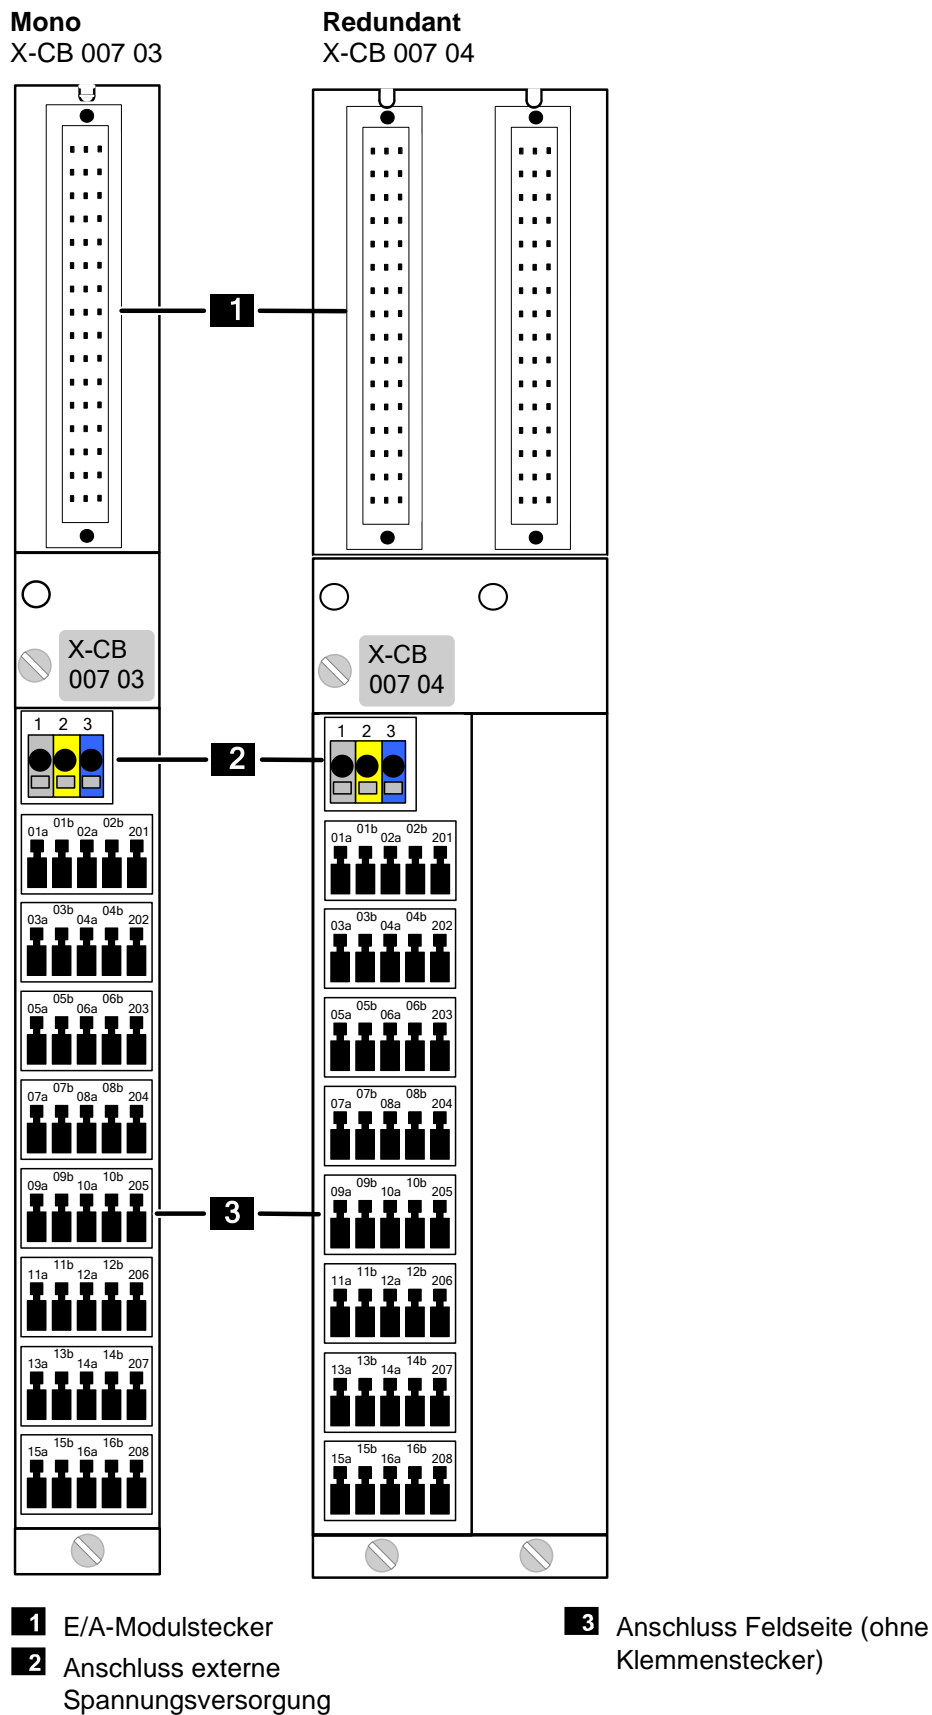 Mono
X-CB 007 03
Redundant
X-CB 007 04
1
X-CB
007 03
X-CB
007 04
1 2 3
2
1 2 3
01a 01b 02a 02b 201
03a 03b 04a 04b 202
05a 05b 06a 06b 203
07a 07b 08a 08b 204
09a 09b 10a 10b 205
11a 11b 12a 12b 206
13a 13b 14a 14b 207
15a 15b 16a 16b 208
3
01a 01b 02a 02b 201
03a 03b 04a 04b 202
05a 05b 06a 06b 203
07a 07b 08a 08b 204
09a 09b 10a 10b 205
11a 11b 12a 12b 206
13a 13b 14a 14b 207
15a 15b 16a 16b 208
1 E/A-Modulstecker
2 Anschluss externe
Spannungsversorgung
3 Anschluss Feldseite (ohne
Klemmenstecker)